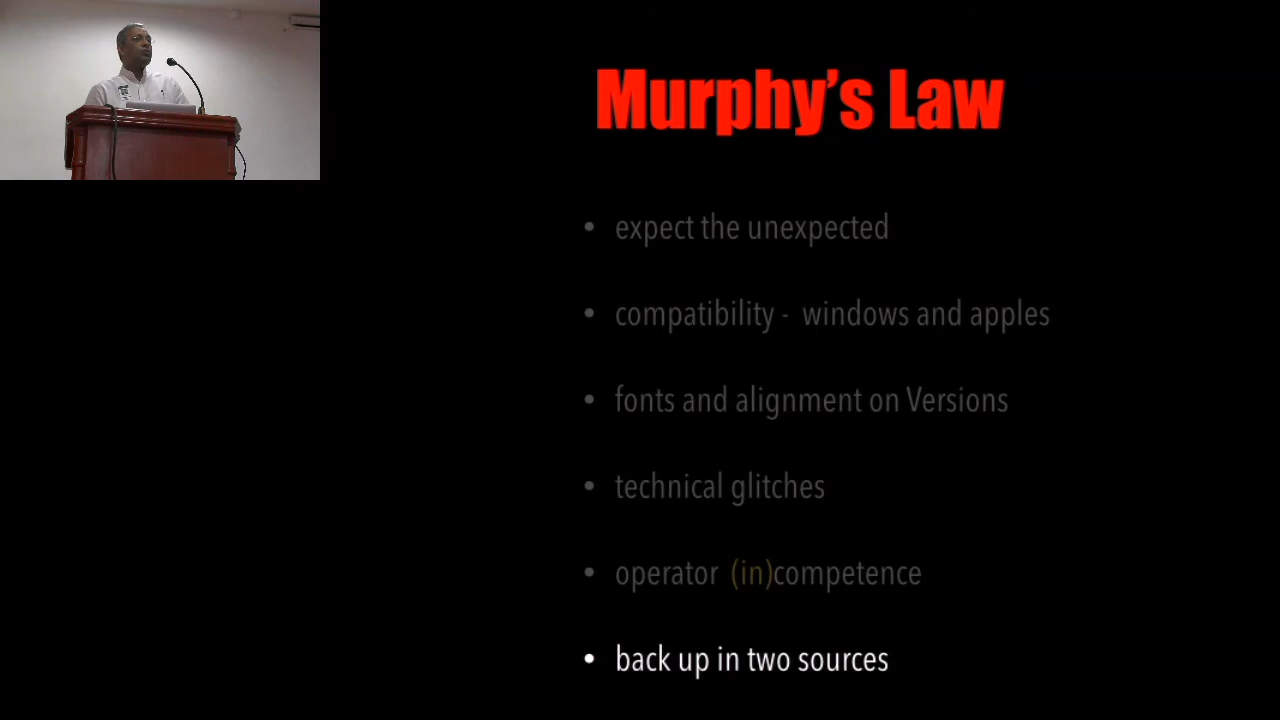 Murphy's Law
• expect the unexpected
• compatibility -  windows and apples
• fonts and alignment on Versions
• technical glitches
• operator  (in)competence
• back up in two sources